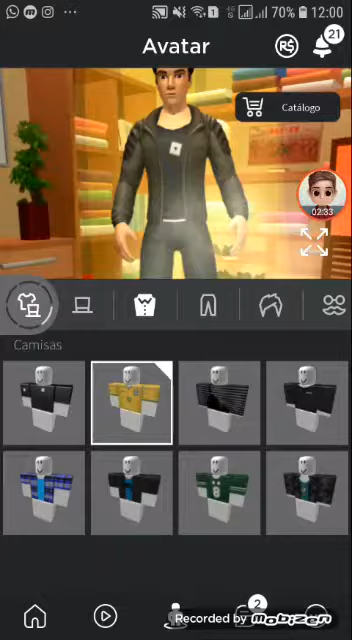 70% 12:00
Avatar
R$
21
Catálogo
02:33
Camisas
2
Recorded by mobizen